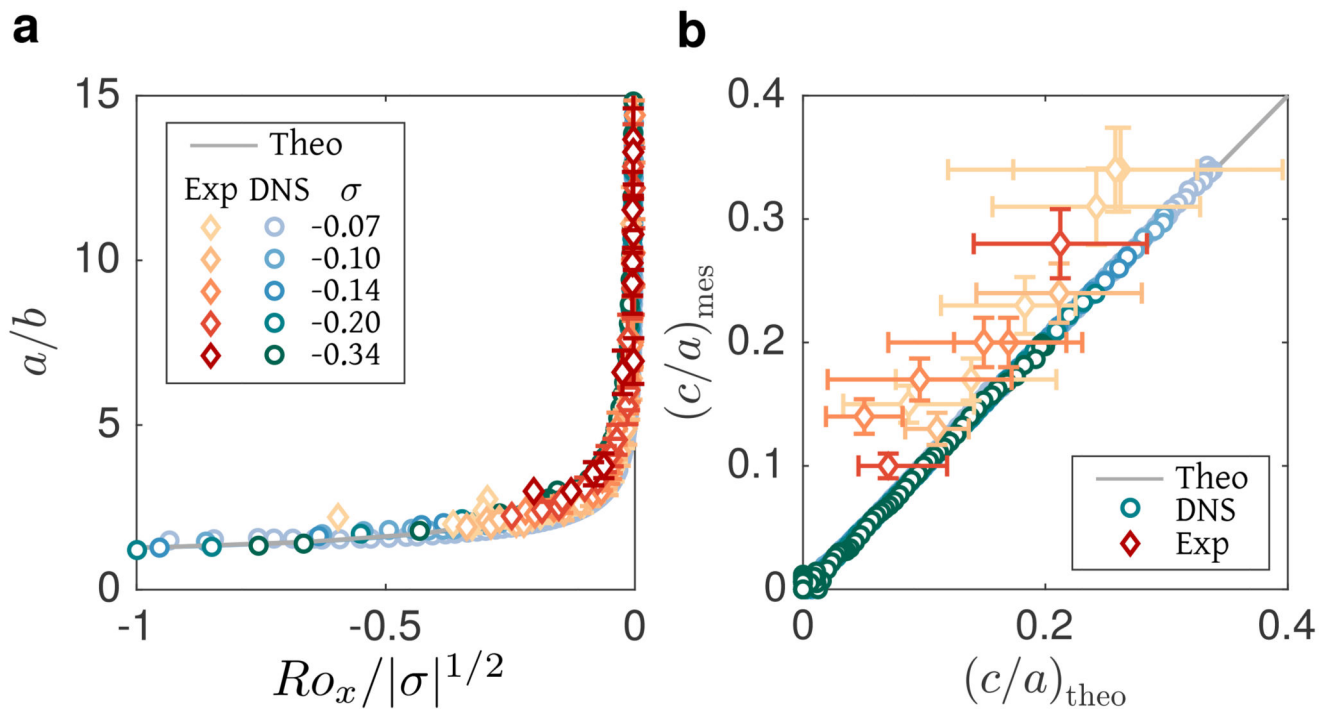 a
15
10
5
0
a/b
Theo
Exp DNS σ
-0.07
-0.10
-0.14
-0.20
-0.34
-1 -0.5 0
Ro_x/|σ|^{1/2}
b
0.4
0.3
0.2
0.1
0
(c/a)_mes
Theo
DNS
Exp
0 0.2 0.4
(c/a)_theo